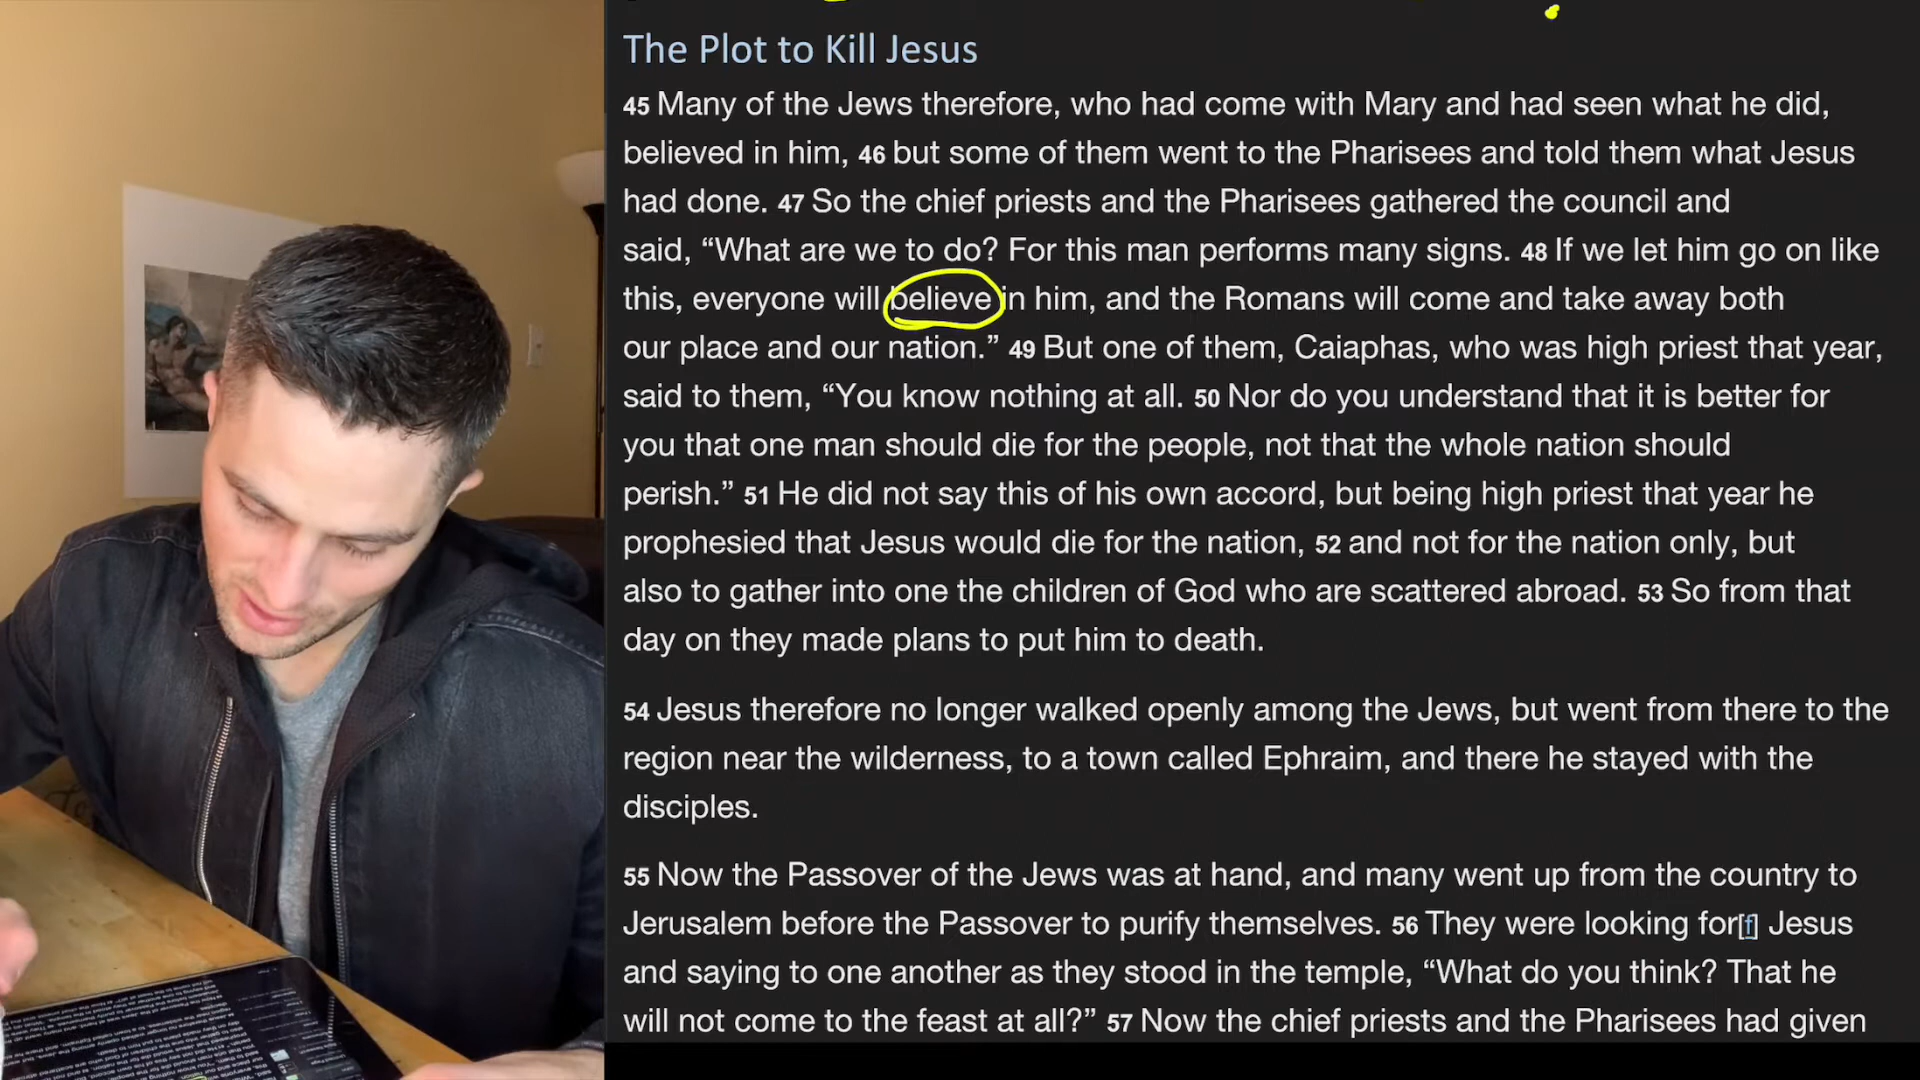 The Plot to Kill Jesus
45 Many of the Jews therefore, who had come with Mary and had seen what he did,
believed in him, 46 but some of them went to the Pharisees and told them what Jesus
had done. 47 So the chief priests and the Pharisees gathered the council and
said, “What are we to do? For this man performs many signs. 48 If we let him go on like
this, everyone will believe in him, and the Romans will come and take away both
our place and our nation.” 49 But one of them, Caiaphas, who was high priest that year,
said to them, “You know nothing at all. 50 Nor do you understand that it is better for
you that one man should die for the people, not that the whole nation should
perish.” 51 He did not say this of his own accord, but being high priest that year he
prophesied that Jesus would die for the nation, 52 and not for the nation only, but
also to gather into one the children of God who are scattered abroad. 53 So from that
day on they made plans to put him to death.
54 Jesus therefore no longer walked openly among the Jews, but went from there to the
region near the wilderness, to a town called Ephraim, and there he stayed with the
disciples.
55 Now the Passover of the Jews was at hand, and many went up from the country to
Jerusalem before the Passover to purify themselves. 56 They were looking for[f] Jesus
and saying to one another as they stood in the temple, “What do you think? That he
will not come to the feast at all?” 57 Now the chief priests and the Pharisees had given